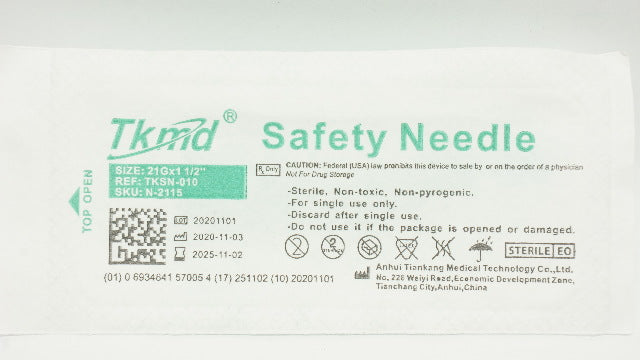 Tkmd® Safety Needle
SIZE: 21Gx1 1/2"
REF: TKSN-010
SKU: N-2115
TOP OPEN
Rx Only
CAUTION: Federal (USA) law prohibits this device to sale by or on the order of a physician
Not For Drug Storage
-Sterile, Non-toxic, Non-pyrogenic.
-For single use only.
-Discard after single use.
-Do not use it if the package is opened or damaged.
LOT 20201101
2020-11-03
2025-11-02
2
STERILE EO
(01) 0 6934641 57005 4 (17) 251102 (10) 20201101
Anhui Tiankang Medical Technology Co.,Ltd.
No. 228 Weiyi Road,Economic Development Zone,
Tianchang City,Anhui,China